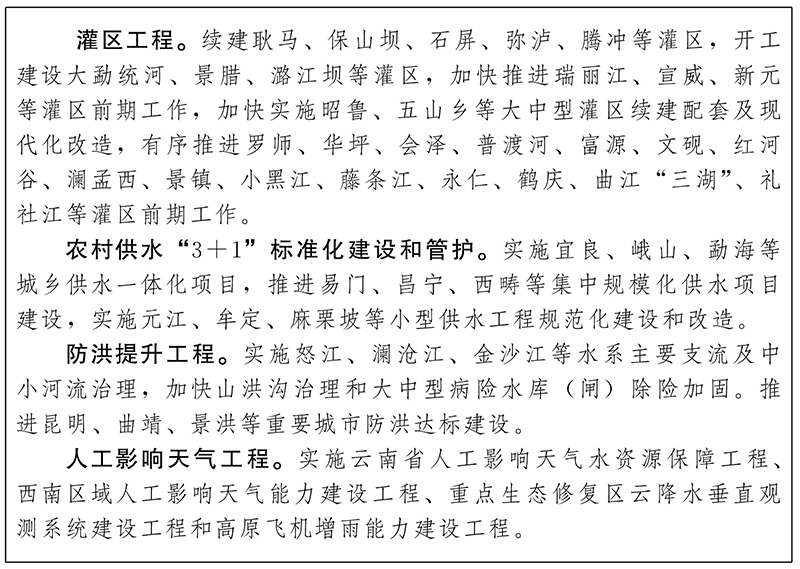 灌区工程。续建耿马、保山坝、石屏、弥泸、腾冲等灌区，开工
建设大勐统河、景腊、潞江坝等灌区，加快推进瑞丽江、宣威、新元
等灌区前期工作，加快实施昭鲁、五山乡等大中型灌区续建配套及现
代化改造，有序推进罗师、华坪、会泽、普渡河、富源、文砚、红河
谷、澜孟西、景镇、小黑江、藤条江、永仁、鹤庆、曲江“三湖”、礼
社江等灌区前期工作。
农村供水“3＋1”标准化建设和管护。实施宜良、峨山、勐海等
城乡供水一体化项目，推进易门、昌宁、西畴等集中规模化供水项目
建设，实施元江、牟定、麻栗坡等小型供水工程规范化建设和改造。
防洪提升工程。实施怒江、澜沧江、金沙江等水系主要支流及中
小河流治理，加快山洪沟治理和大中型病险水库（闸）除险加固。推
进昆明、曲靖、景洪等重要城市防洪达标建设。
人工影响天气工程。实施云南省人工影响天气水资源保障工程、
西南区域人工影响天气能力建设工程、重点生态修复区云降水垂直观
测系统建设工程和高原飞机增雨能力建设工程。